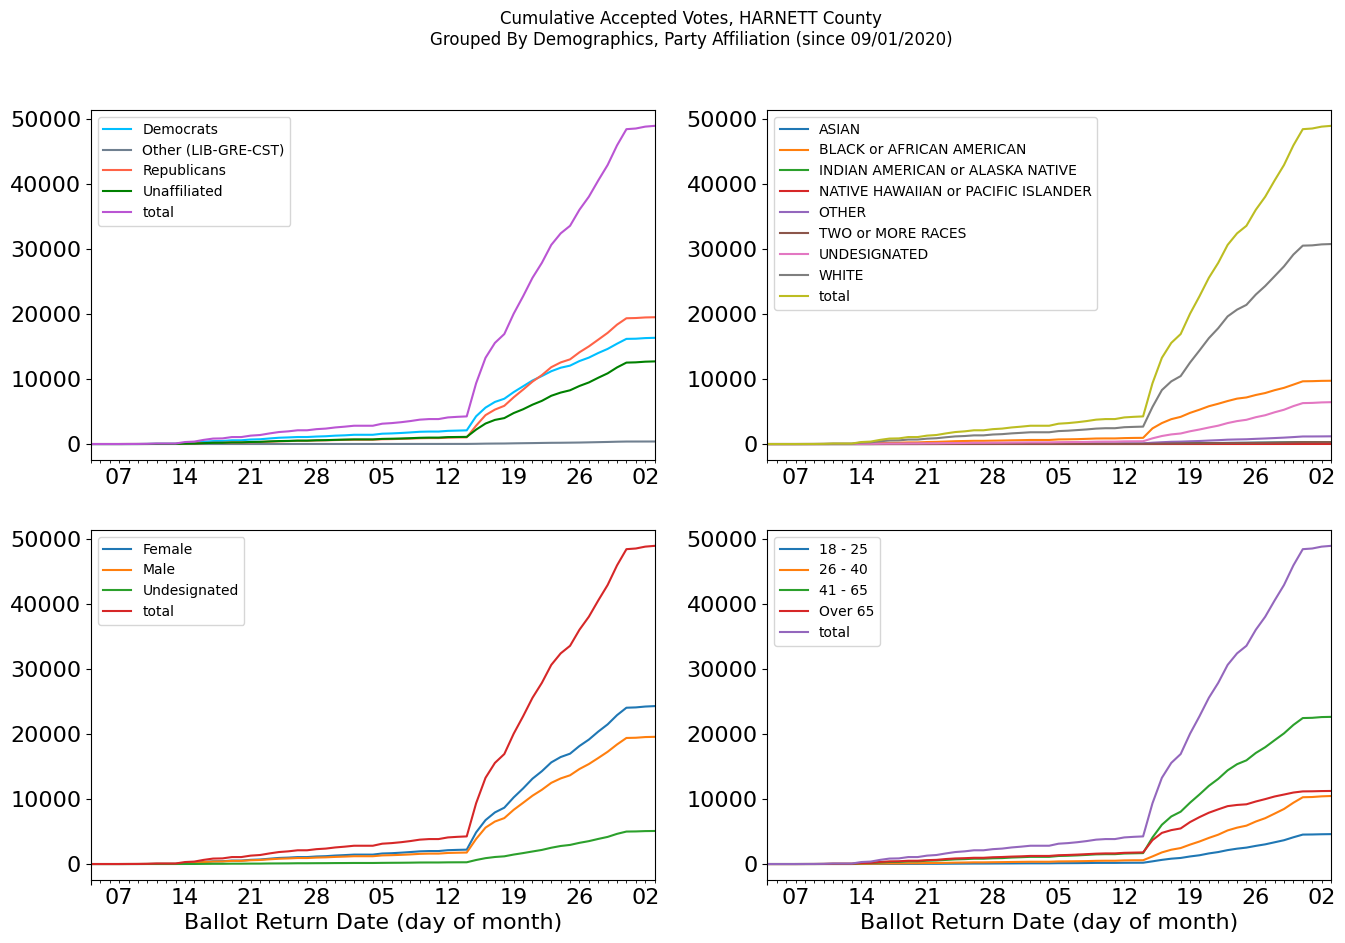 Cumulative Accepted Votes, HARNETT County
Grouped By Demographics, Party Affiliation (since 09/01/2020)
50000
40000
30000
20000
10000
0
Democrats
Other (LIB-GRE-CST)
Republicans
Unaffiliated
total
07 14 21 28 05 12 19 26 02
50000
40000
30000
20000
10000
0
ASIAN
BLACK or AFRICAN AMERICAN
INDIAN AMERICAN or ALASKA NATIVE
NATIVE HAWAIIAN or PACIFIC ISLANDER
OTHER
TWO or MORE RACES
UNDESIGNATED
WHITE
total
07 14 21 28 05 12 19 26 02
50000
40000
30000
20000
10000
0
Female
Male
Undesignated
total
07 14 21 28 05 12 19 26 02
Ballot Return Date (day of month)
50000
40000
30000
20000
10000
0
18 - 25
26 - 40
41 - 65
Over 65
total
07 14 21 28 05 12 19 26 02
Ballot Return Date (day of month)